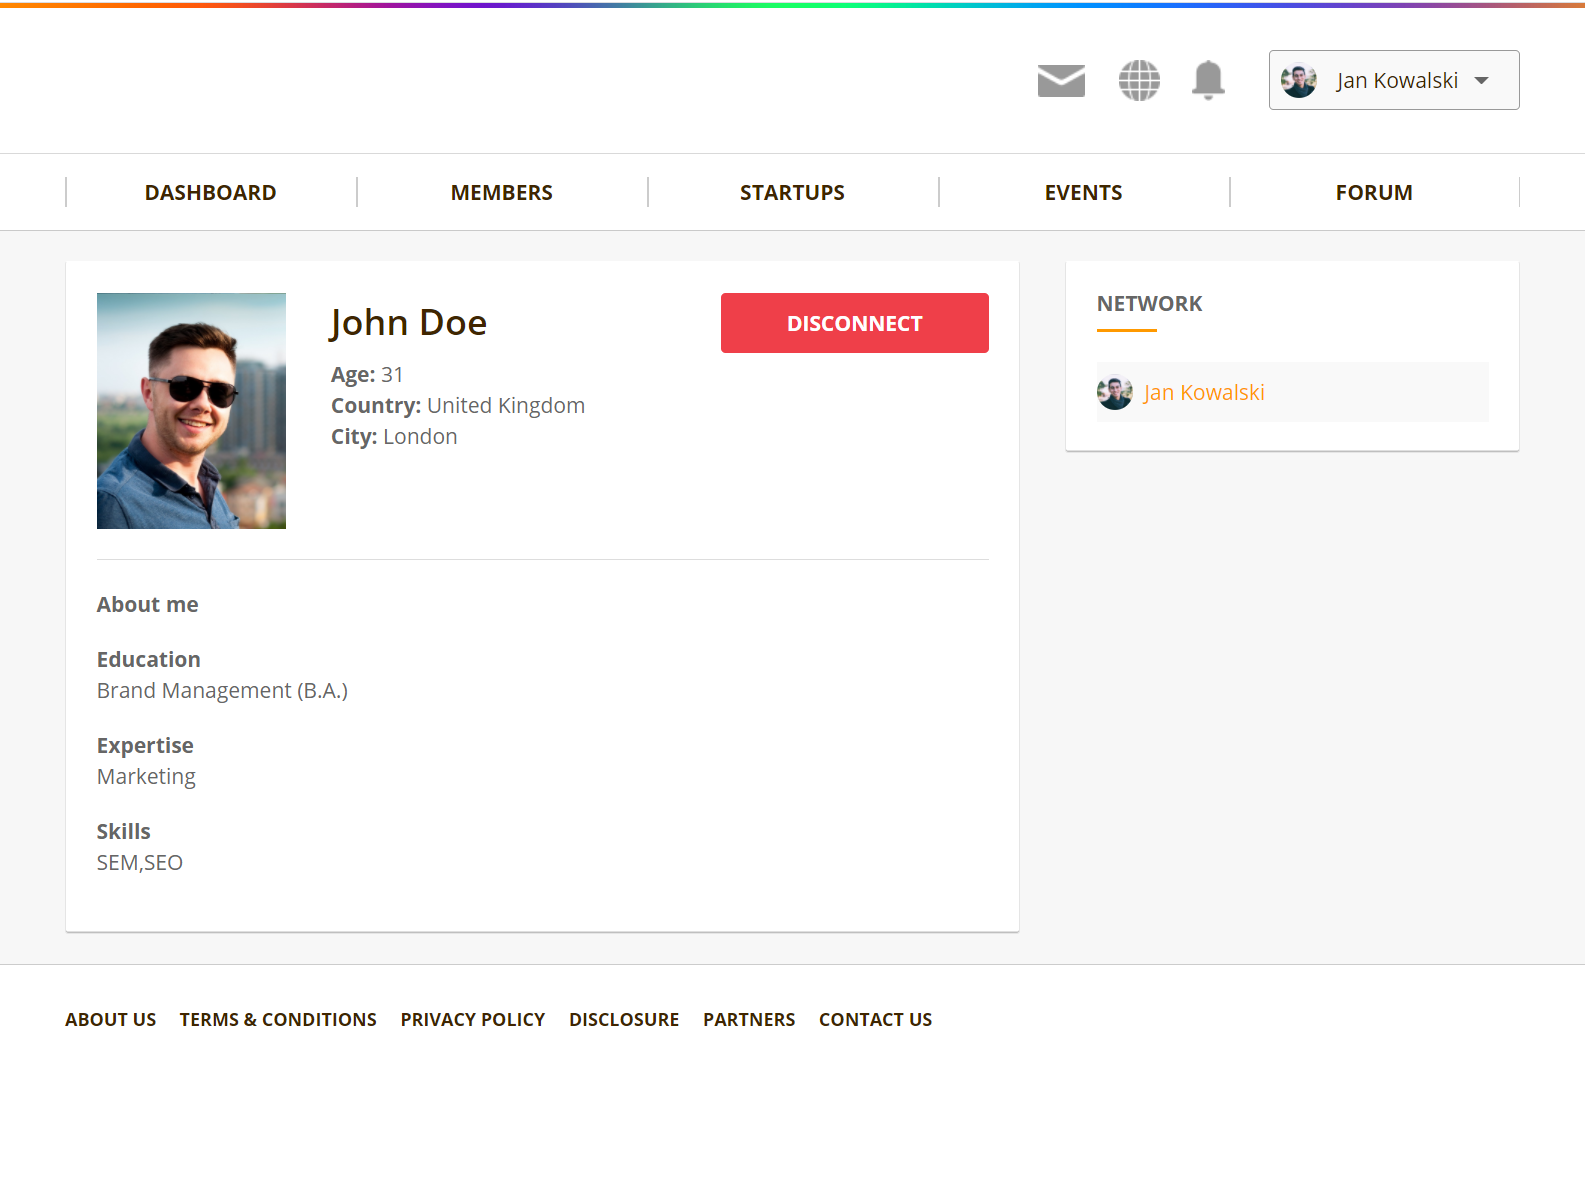 Jan Kowalski
DASHBOARD
MEMBERS
STARTUPS
EVENTS
FORUM
John Doe
DISCONNECT
Age: 31
Country: United Kingdom
City: London
About me
Education
Brand Management (B.A.)
Expertise
Marketing
Skills
SEM,SEO
NETWORK
Jan Kowalski
ABOUT US
TERMS & CONDITIONS
PRIVACY POLICY
DISCLOSURE
PARTNERS
CONTACT US